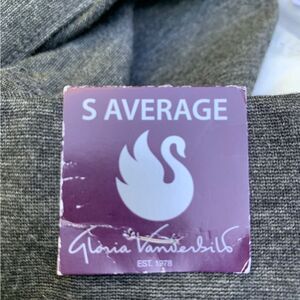 S AVERAGE
Gloria Vanderbilt
EST. 1978